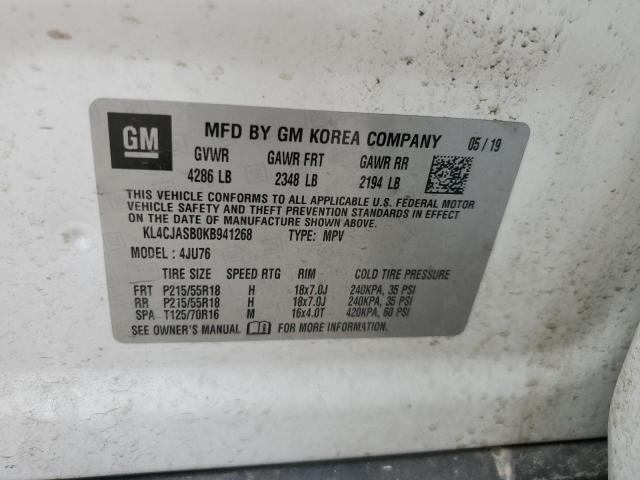 GM MFD BY GM KOREA COMPANY 05/19
GVWR GAWR FRT GAWR RR
4286 LB 2348 LB 2194 LB
THIS VEHICLE CONFORMS TO ALL APPLICABLE U.S. FEDERAL MOTOR
VEHICLE SAFETY, BUMPER, AND THEFT PREVENTION STANDARDS IN EFFECT
ON THE DATE OF MANUFACTURE SHOWN ABOVE.
KL4CJASB0KB941268 TYPE: MPV
MODEL: 4JU76
TIRE SIZE SPEED RTG RIM COLD TIRE PRESSURE
FRT P215/55R18 H 18x7.0J 240KPA, 35 PSI
RR P215/55R18 H 18x7.0J 240KPA, 35 PSI
SPA T125/70R16 M 16x4.0T 420KPA, 60 PSI
SEE OWNER'S MANUAL FOR MORE INFORMATION.